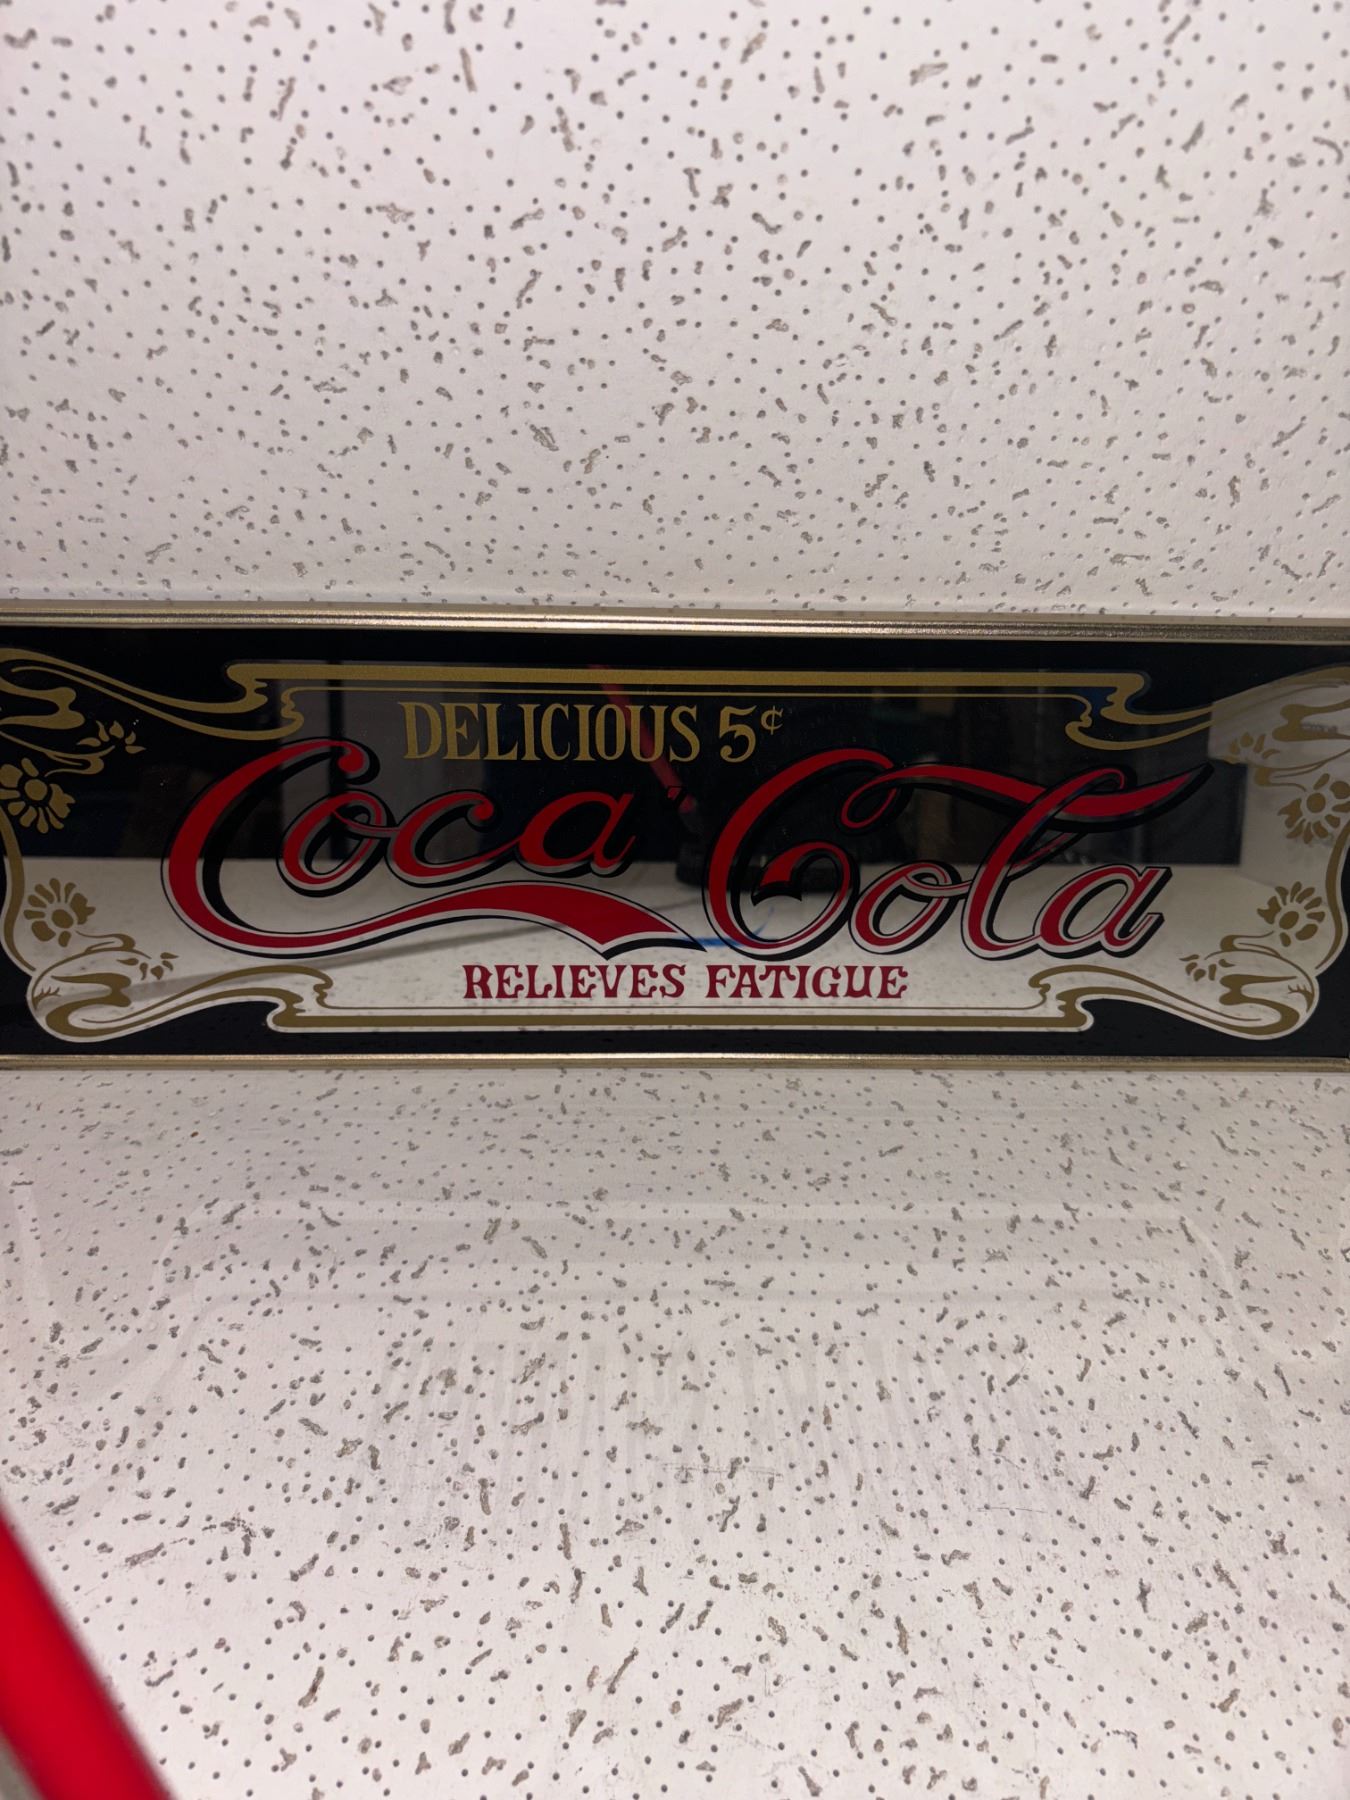 DELICIOUS 5¢
Coca Cola
RELIEVES FATIGUE